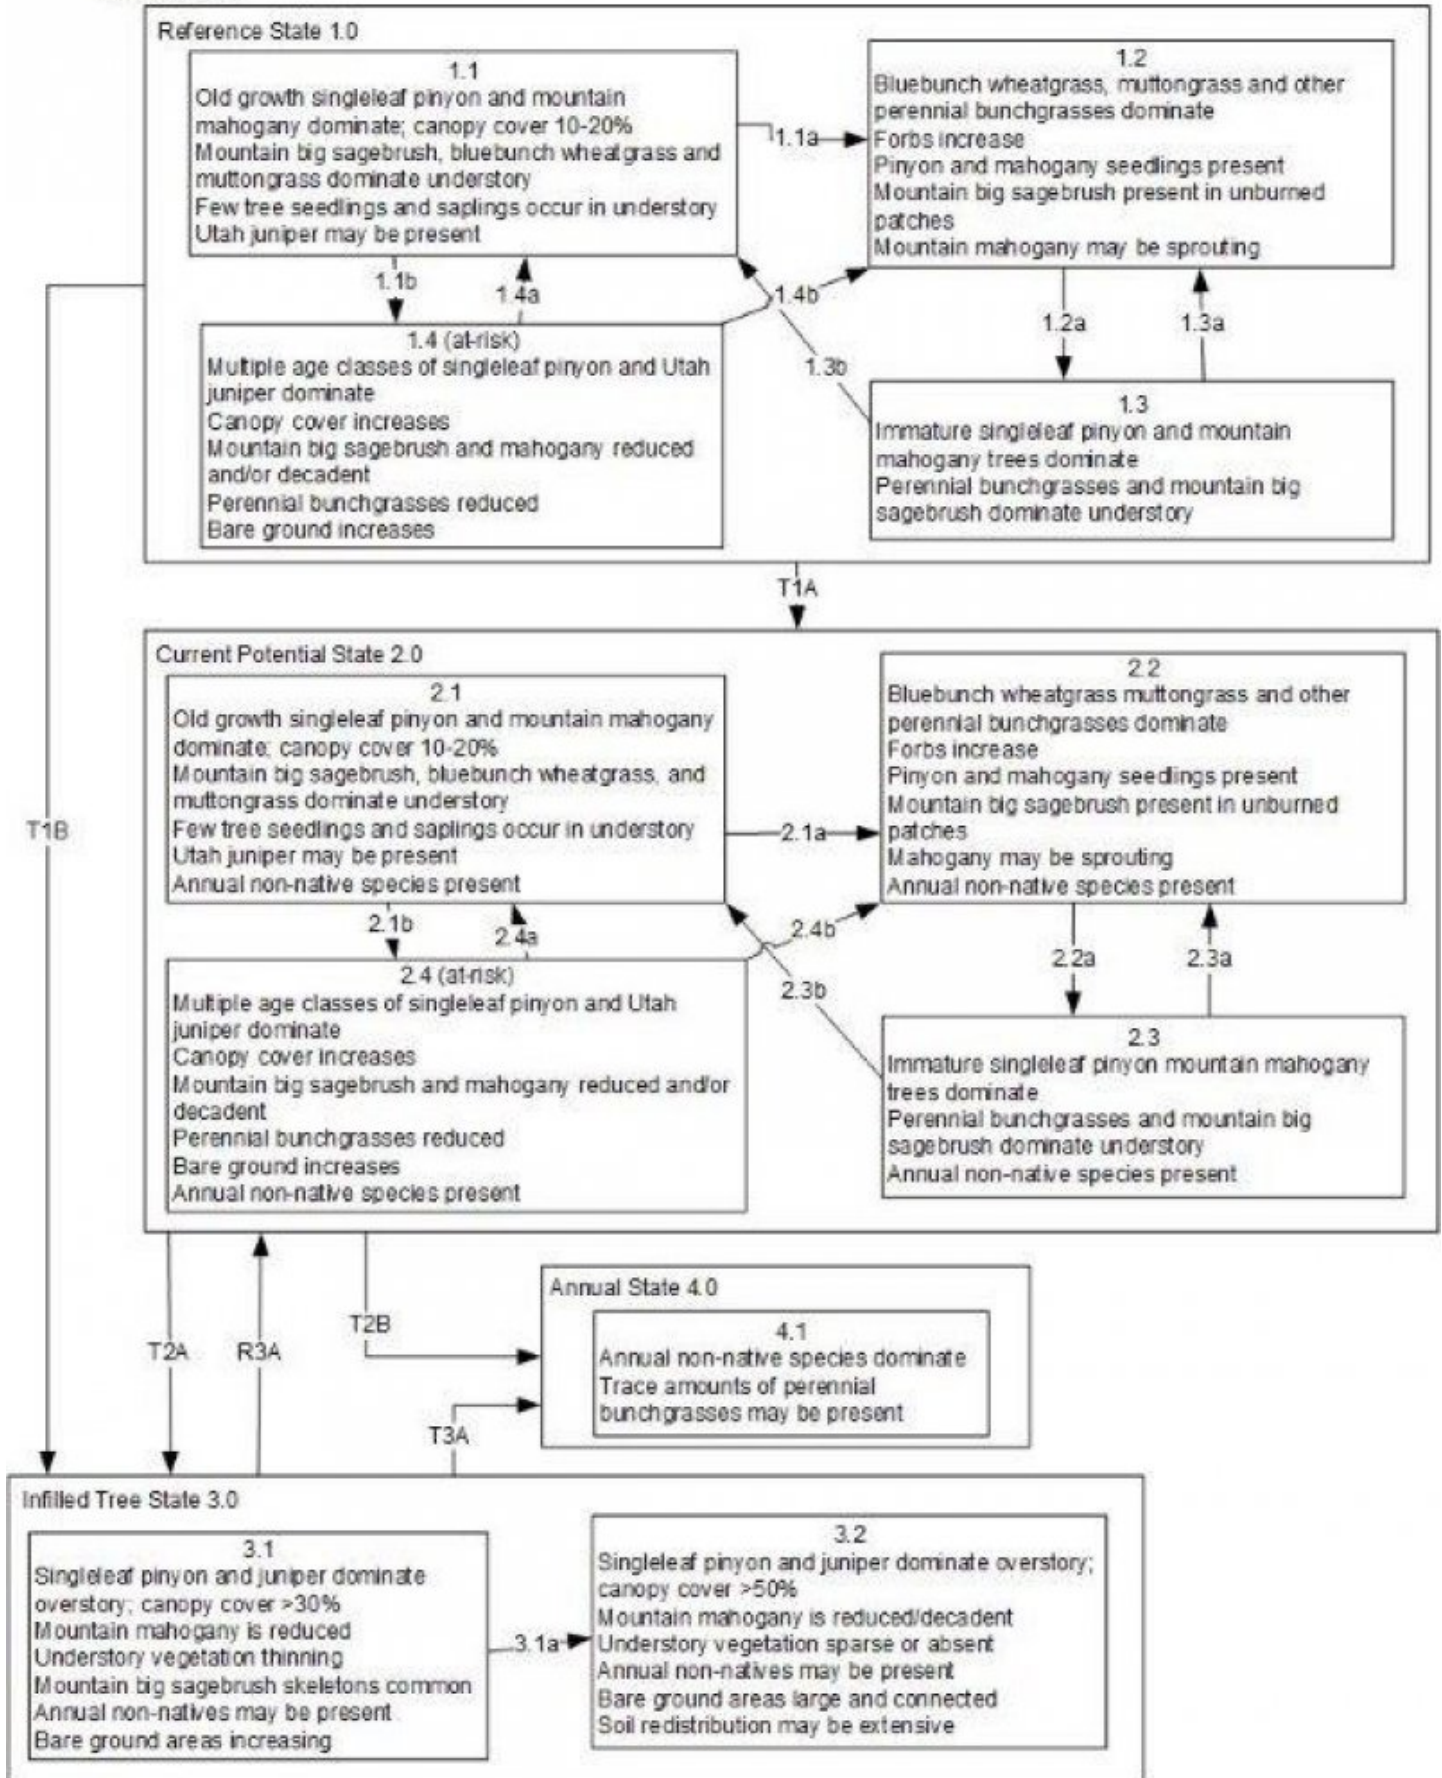 Reference State 1.0
1.1
Old growth singleleaf pinyon and mountain
mahogany dominate; canopy cover 10-20%
Mountain big sagebrush, bluebunch wheatgrass and
muttongrass dominate understory
Few tree seedlings and saplings occur in understory
Utah juniper may be present
1.1a
1.2
Bluebunch wheatgrass, muttongrass and other
perennial bunchgrasses dominate
Forbs increase
Pinyon and mahogany seedlings present
Mountain big sagebrush present in unburned
patches
Mountain mahogany may be sprouting
1.1b
1.4a
1.4b
1.3b
1.2a
1.3a
1.4 (at-risk)
Multiple age classes of singleleaf pinyon and Utah
juniper dominate
Canopy cover increases
Mountain big sagebrush and mahogany reduced
and/or decadent
Perennial bunchgrasses reduced
Bare ground increases
1.3
Immature singleleaf pinyon and mountain
mahogany trees dominate
Perennial bunchgrasses and mountain big
sagebrush dominate understory
T1A
T1B
Current Potential State 2.0
2.1
Old growth singleleaf pinyon and mountain mahogany
dominate; canopy cover 10-20%
Mountain big sagebrush, bluebunch wheatgrass, and
muttongrass dominate understory
Few tree seedlings and saplings occur in understory
Utah juniper may be present
Annual non-native species present
2.1a
2.2
Bluebunch wheatgrass muttongrass and other
perennial bunchgrasses dominate
Forbs increase
Pinyon and mahogany seedlings present
Mountain big sagebrush present in unburned
patches
Mahogany may be sprouting
Annual non-native species present
2.1b
2.4a
2.4b
2.3b
2.2a
2.3a
2.4 (at-risk)
Multiple age classes of singleleaf pinyon and Utah
juniper dominate
Canopy cover increases
Mountain big sagebrush and mahogany reduced and/or
decadent
Perennial bunchgrasses reduced
Bare ground increases
Annual non-native species present
2.3
Immature singleleaf pinyon mountain mahogany
trees dominate
Perennial bunchgrasses and mountain big
sagebrush dominate understory
Annual non-native species present
T2A
R3A
T2B
T3A
Annual State 4.0
4.1
Annual non-native species dominate
Trace amounts of perennial
bunchgrasses may be present
Infilled Tree State 3.0
3.1
Singleleaf pinyon and juniper dominate
overstory; canopy cover >30%
Mountain mahogany is reduced
Understory vegetation thinning
Mountain big sagebrush skeletons common
Annual non-natives may be present
Bare ground areas increasing
3.1a
3.2
Singleleaf pinyon and juniper dominate overstory;
canopy cover >50%
Mountain mahogany is reduced/decadent
Understory vegetation sparse or absent
Annual non-natives may be present
Bare ground areas large and connected
Soil redistribution may be extensive